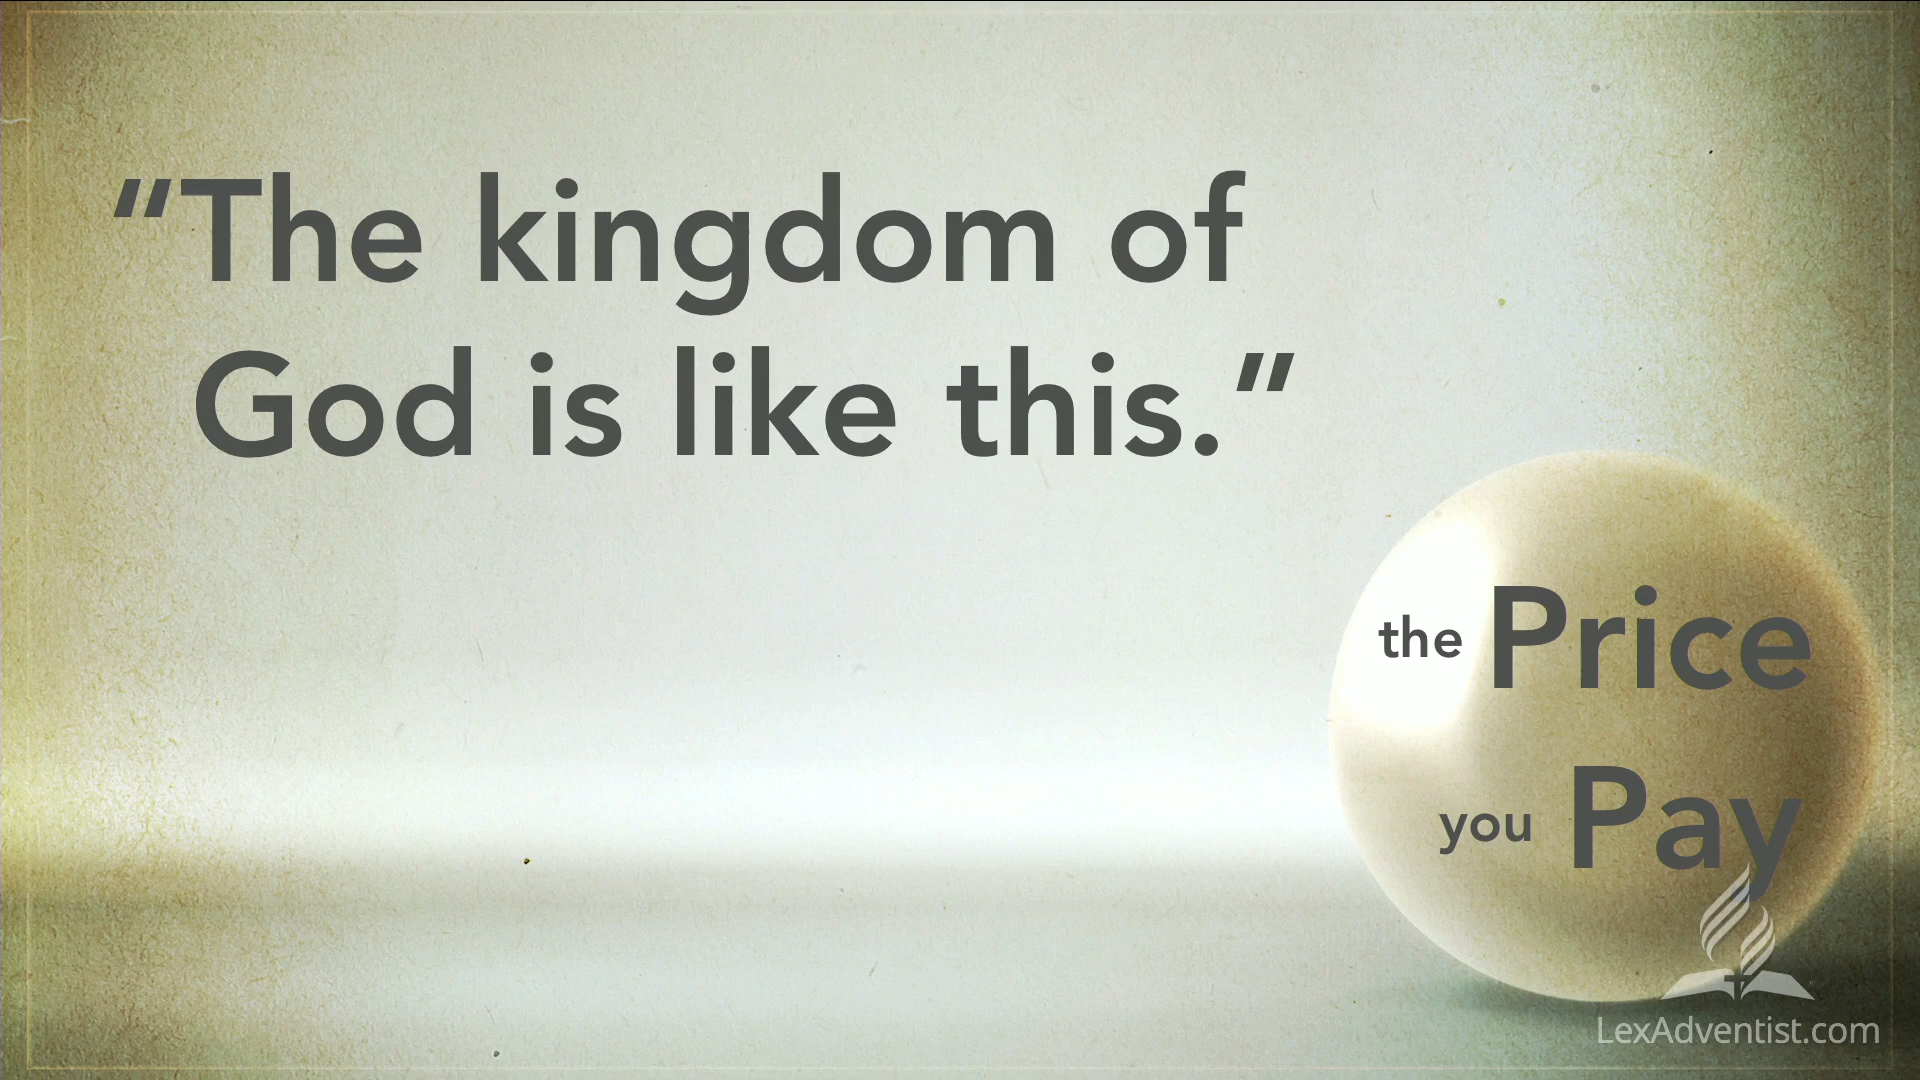 “The kingdom of
God is like this.”
the Price
you Pay
LexAdventist.com